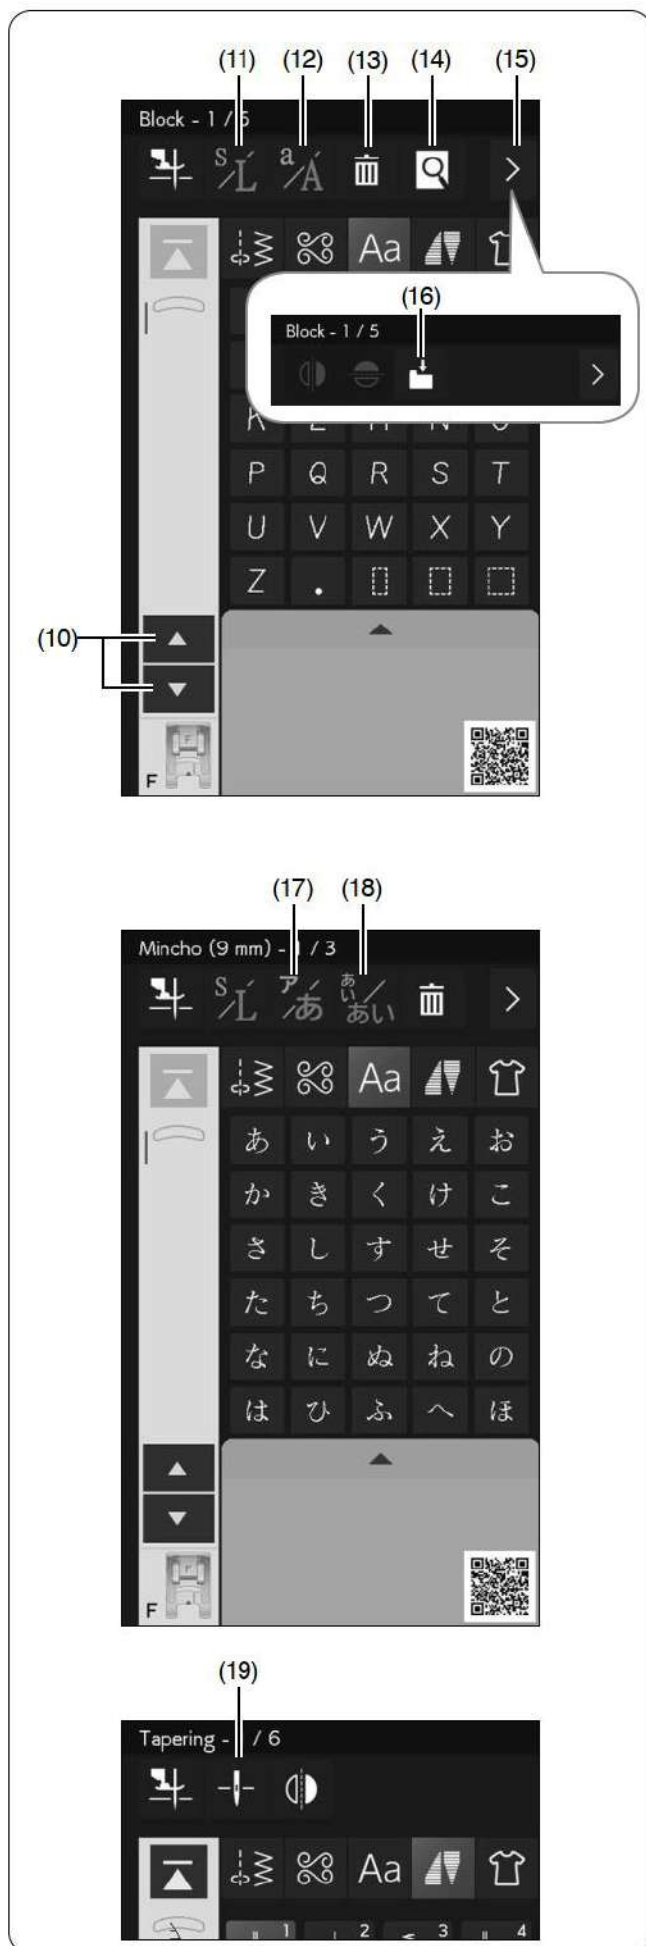 (11) (12) (13) (14) (15)
Block - 1 / 5
S/L a/A
Aa
(16)
Block - 1 / 5
K L M N O
P Q R S T
U V W X Y
Z .
(10)
F
(17) (18)
Mincho (9 mm) - 1 / 3
S/L ア/あ あい/あい
Aa
あ い う え お
か き く け こ
さ し す せ そ
た ち つ て と
な に ぬ ね の
は ひ ふ へ ほ
F
(19)
Tapering - 1 / 6
Aa
1 2 3 4